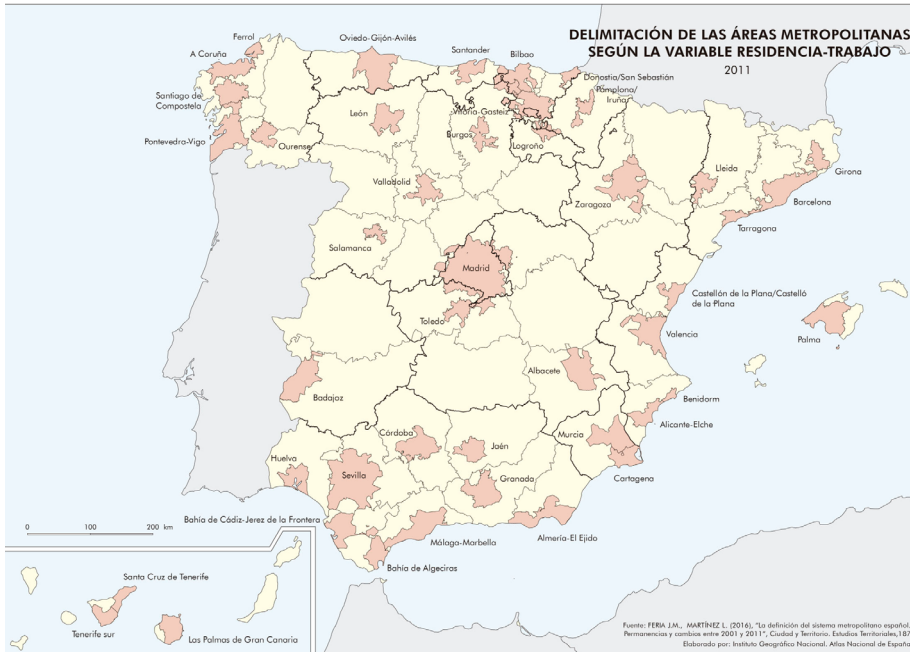 DELIMITACIÓN DE LAS ÁREAS METROPOLITANAS
SEGÚN LA VARIABLE RESIDENCIA-TRABAJO
2011
Ferrol
Oviedo-Gijón-Avilés
A Coruña
Santander
Bilbao
Donostia/San Sebastián
Pamplona/
Iruña
Santiago de
Compostela
León
Vitoria-Gasteiz
Burgos
Logroño
Pontevedra-Vigo
Ourense
Lleida
Girona
Valladolid
Zaragoza
Barcelona
Tarragona
Salamanca
Madrid
Castellón de la Plana/Castelló
de la Plana
Toledo
Valencia
Palma
Albacete
Badajoz
Benidorm
Alicante-Elche
Córdoba
Murcia
Jaén
Huelva
Sevilla
Granada
Cartagena
0 100 200 km
Bahía de Cádiz-Jerez de la Frontera
Málaga-Marbella
Almería-El Ejido
Bahía de Algeciras
Santa Cruz de Tenerife
Tenerife sur
Las Palmas de Gran Canaria
Fuente: FERIA J.M., MARTÍNEZ L. (2016), "La definición del sistema metropolitano español.
Permanencias y cambios entre 2001 y 2011", Ciudad y Territorio. Estudios Territoriales,187
Elaborado por: Instituto Geográfico Nacional. Atlas Nacional de España